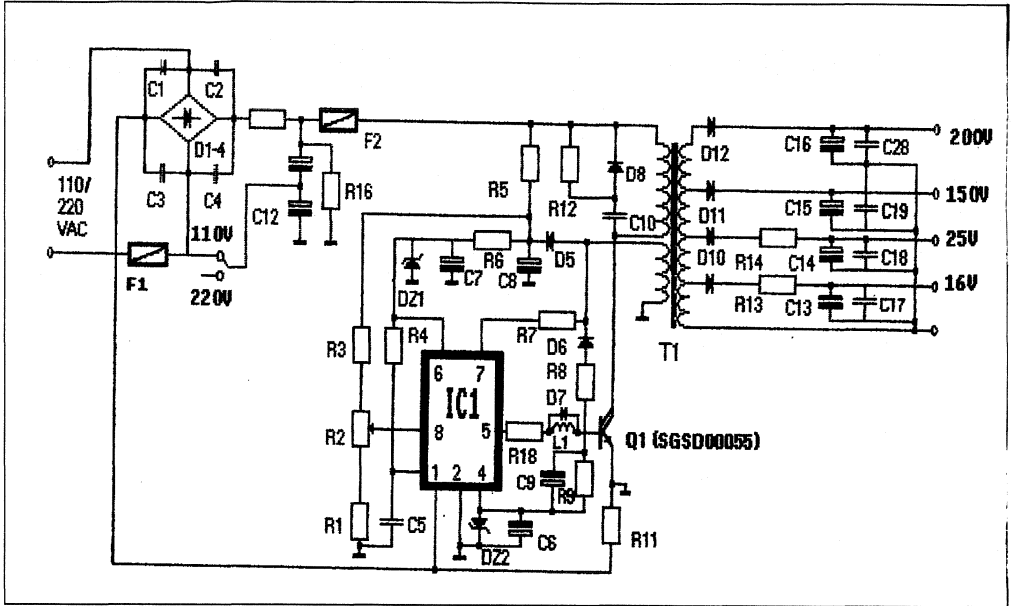 C1
C2
F2
D1-4
D12
C16
C28
200V
R5
D8
C3
C4
R16
R12
110/
220
VAC
C10
D11
C15
C19
150V
C12
110V
R6
D5
D10
R14
C14
C18
25V
F1
220V
DZ1
C7
C8
R13
C13
C17
16V
R7
D6
T1
R3
R4
6
7
R8
IC1
D7
R2
8
5
L1
Q1 (SGSD00055)
R18
1
2
4
C9
R9
R1
C5
DZ2
C6
R11